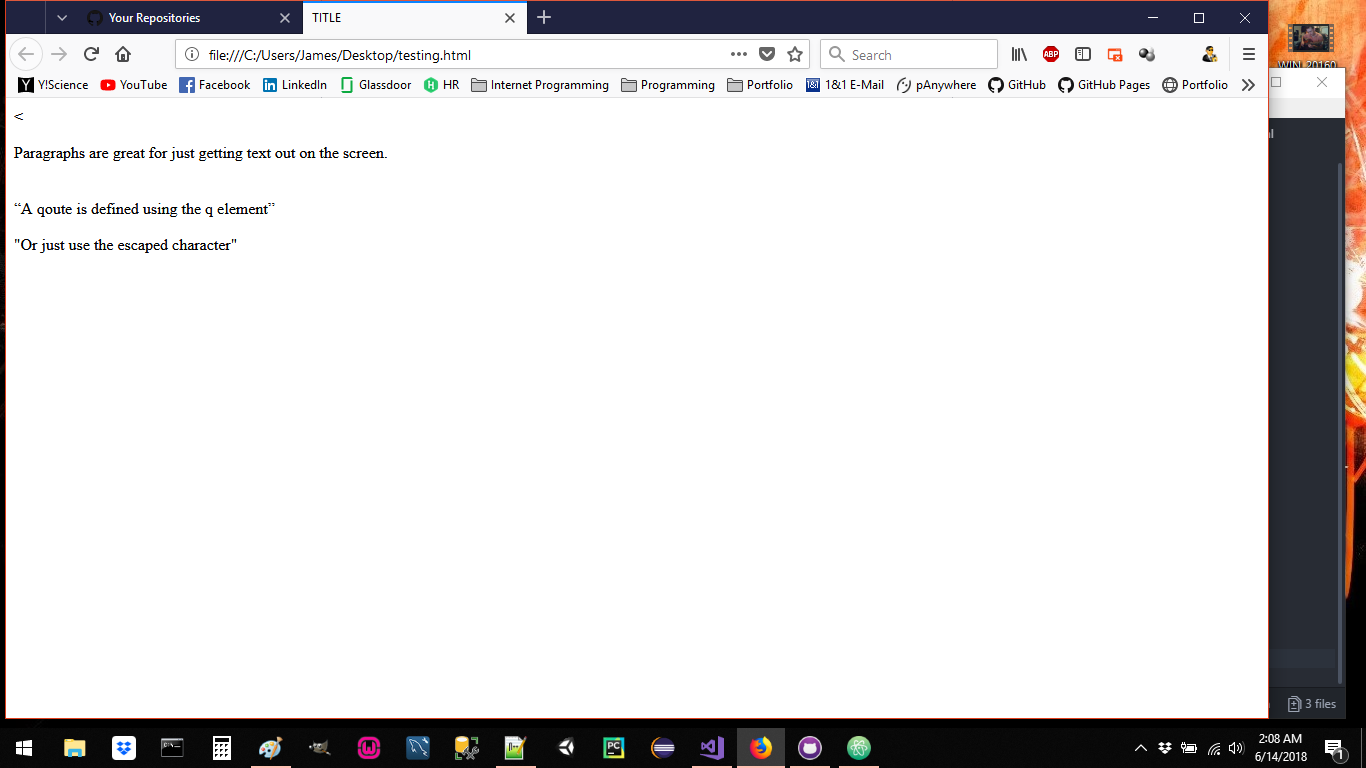 Your Repositories
TITLE
file:///C:/Users/James/Desktop/testing.html
Search
ABP
Y!Science YouTube Facebook LinkedIn Glassdoor HR Internet Programming Programming Portfolio 1&1 E-Mail pAnywhere GitHub GitHub Pages Portfolio
<
Paragraphs are great for just getting text out on the screen.
“A qoute is defined using the q element”
"Or just use the escaped character"
3 files
2:08 AM
6/14/2018
1